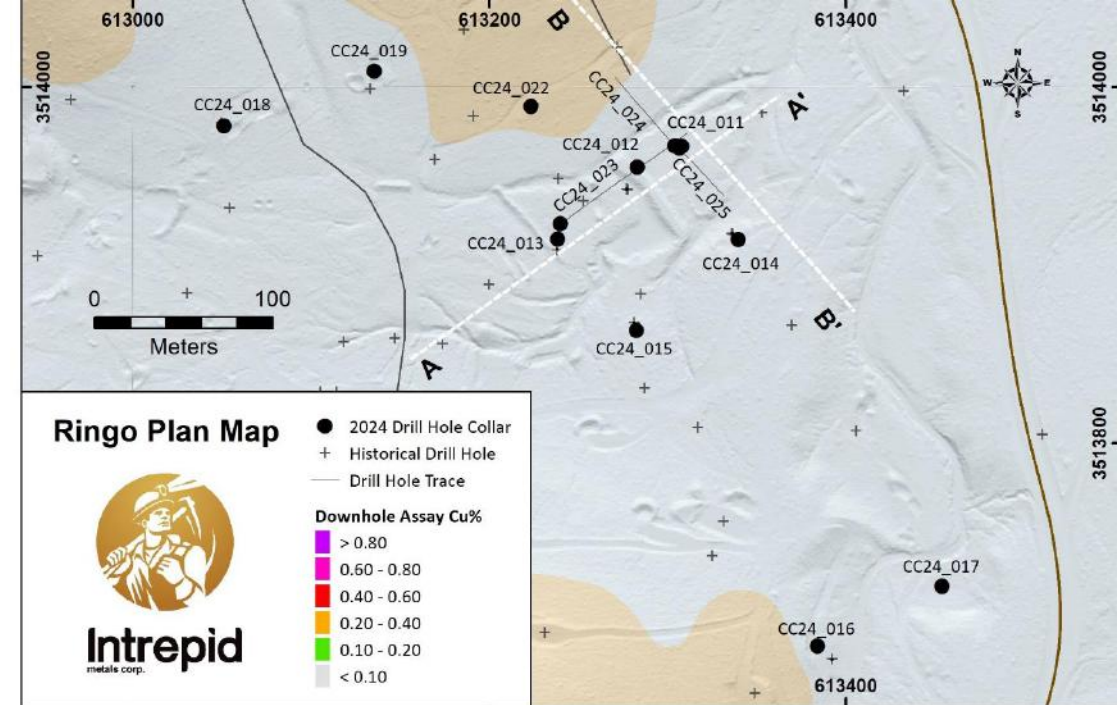 613000
613200
613400
B
3514000
3514000
N
W
E
S
CC24_019
CC24_022
CC24_018
CC24_024
A'
CC24_011
CC24_012
CC24_023
CC24_025
CC24_013
CC24_014
0
100
Meters
B'
CC24_015
A
3513800
Ringo Plan Map
2024 Drill Hole Collar
Historical Drill Hole
Drill Hole Trace
Downhole Assay Cu%
> 0.80
0.60 - 0.80
0.40 - 0.60
0.20 - 0.40
0.10 - 0.20
< 0.10
Intrepid
metals corp.
CC24_017
CC24_016
613400